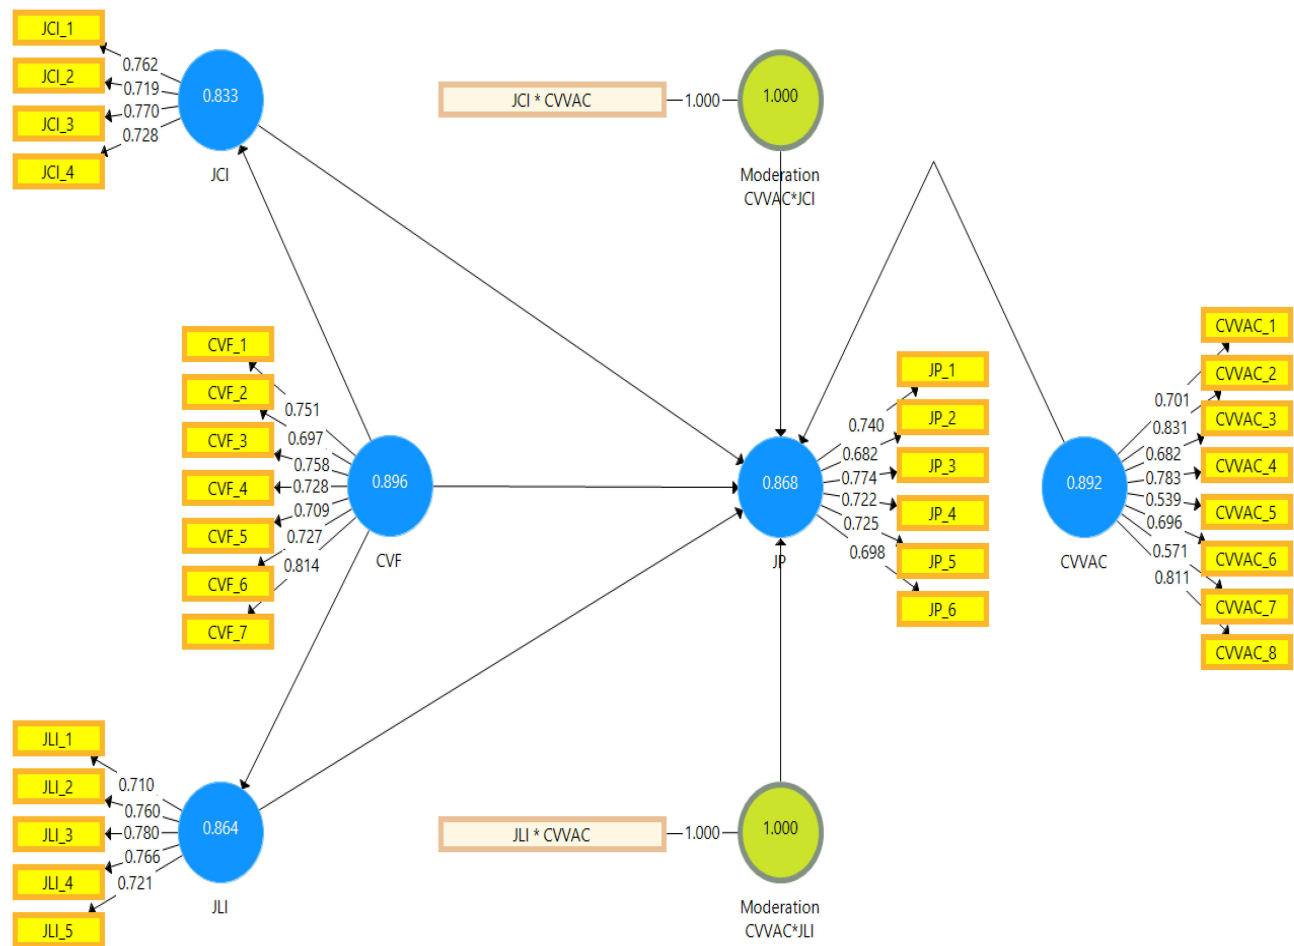 JCI_1
JCI_2
JCI_3
JCI_4
0.762
0.719
0.770
0.728
0.833
JCI
JCI * CVVAC
1.000
1.000
Moderation
CVVAC*JCI
CVF_1
CVF_2
CVF_3
CVF_4
CVF_5
CVF_6
CVF_7
0.751
0.697
0.758
0.728
0.709
0.727
0.814
0.896
CVF
0.868
JP
0.740
0.682
0.774
0.722
0.725
0.698
JP_1
JP_2
JP_3
JP_4
JP_5
JP_6
0.892
CVVAC
0.701
0.831
0.682
0.783
0.539
0.696
0.571
0.811
CVVAC_1
CVVAC_2
CVVAC_3
CVVAC_4
CVVAC_5
CVVAC_6
CVVAC_7
CVVAC_8
JLI_1
JLI_2
JLI_3
JLI_4
JLI_5
0.710
0.760
0.780
0.766
0.721
0.864
JLI
JLI * CVVAC
1.000
1.000
Moderation
CVVAC*JLI